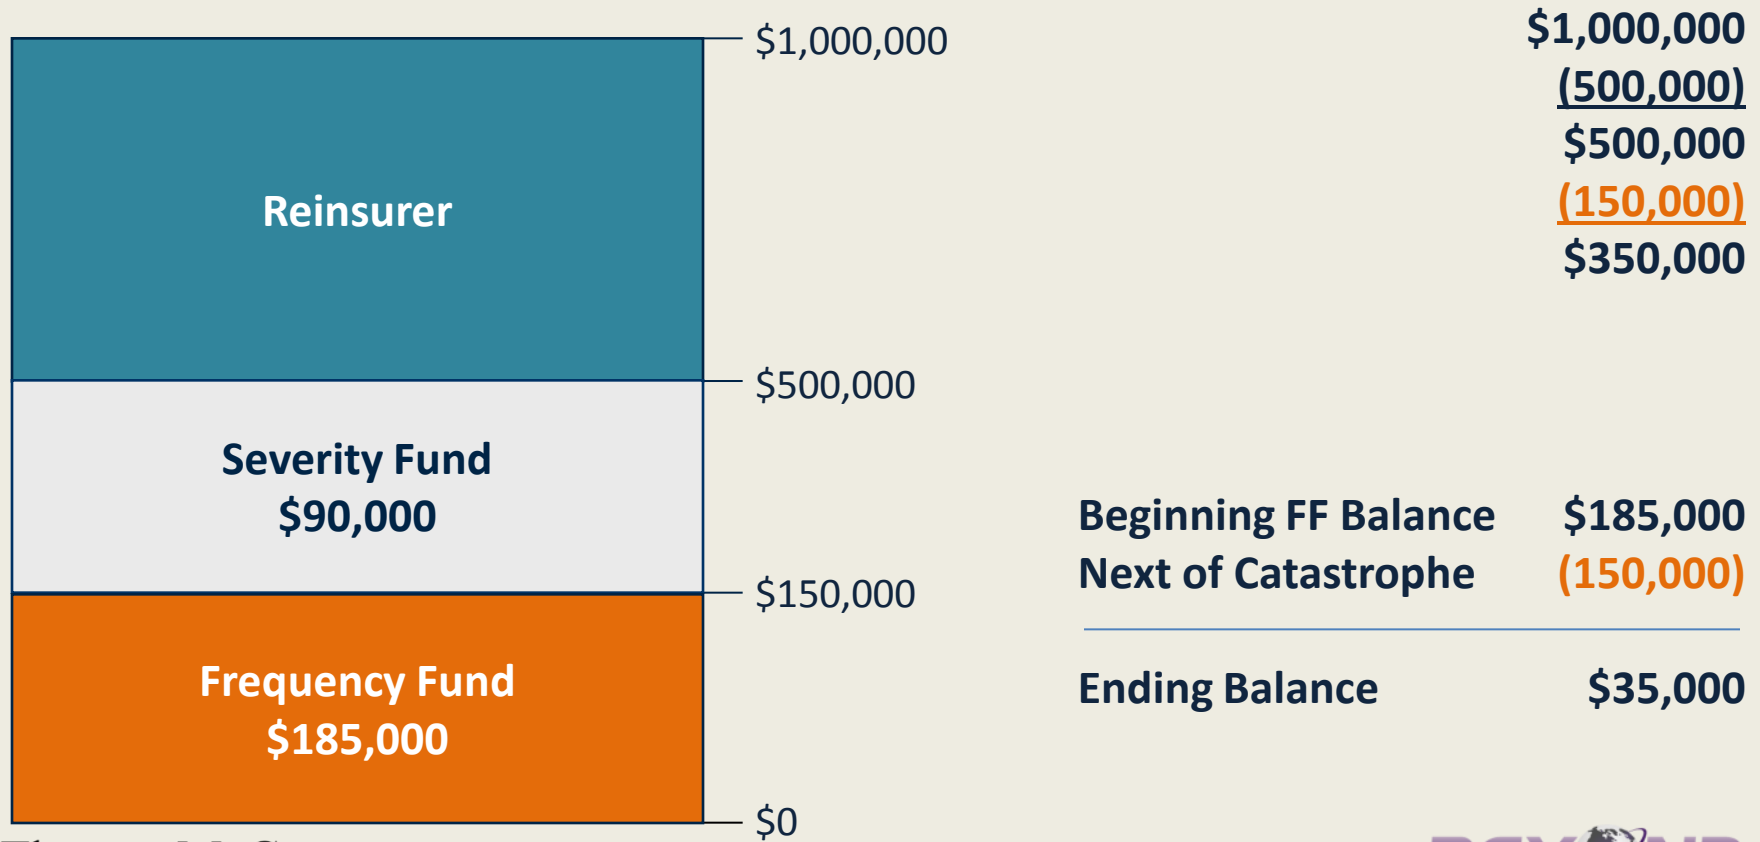 $1,000,000
Reinsurer
$500,000
Severity Fund
$90,000
$150,000
Frequency Fund
$185,000
$0
$1,000,000
(500,000)
$500,000
(150,000)
$350,000
Beginning FF Balance $185,000
Next of Catastrophe (150,000)
Ending Balance $35,000